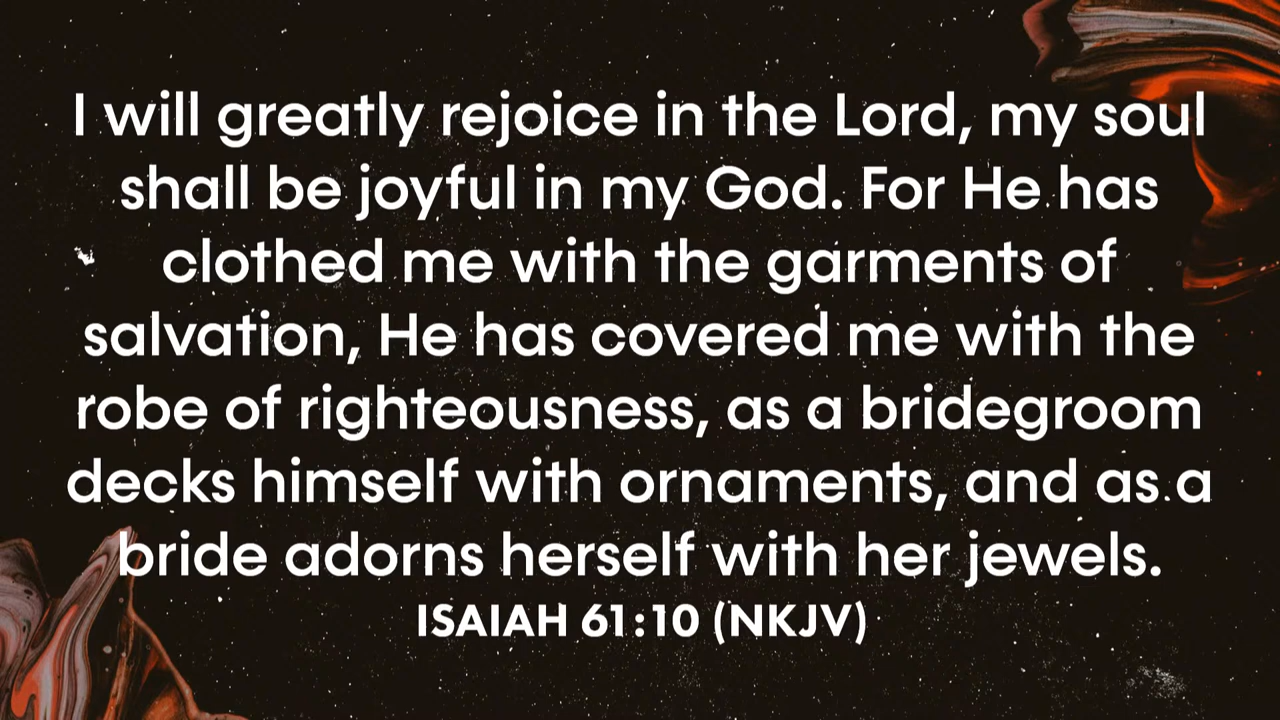 I will greatly rejoice in the Lord, my soul
shall be joyful in my God. For He has
clothed me with the garments of
salvation, He has covered me with the
robe of righteousness, as a bridegroom
decks himself with ornaments, and as a
bride adorns herself with her jewels.
ISAIAH 61:10 (NKJV)